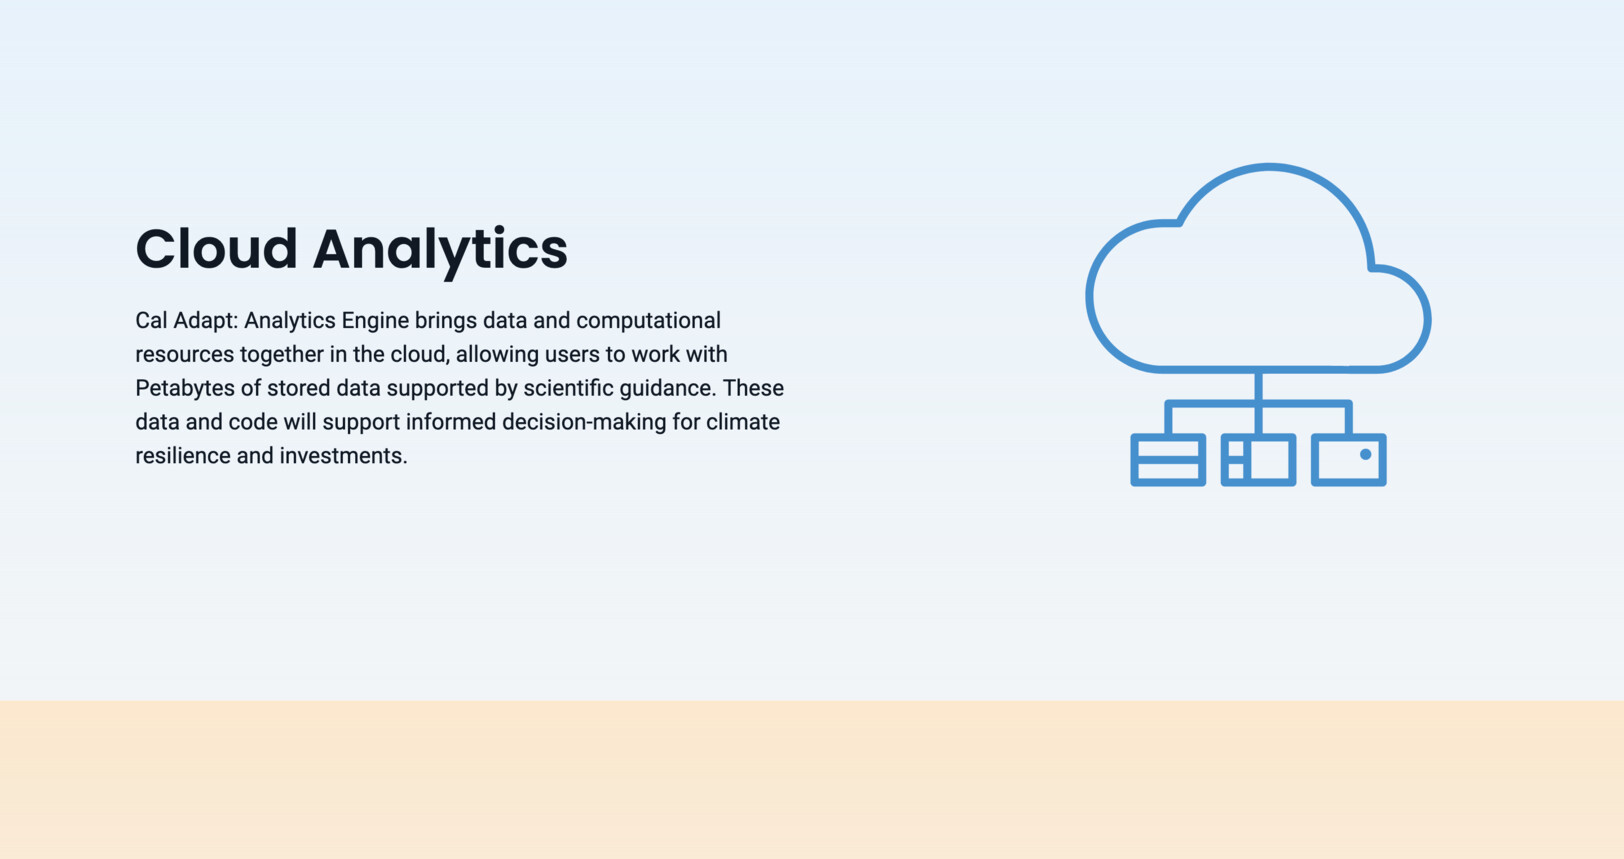 Cloud Analytics
Cal Adapt: Analytics Engine brings data and computational
resources together in the cloud, allowing users to work with
Petabytes of stored data supported by scientific guidance. These
data and code will support informed decision-making for climate
resilience and investments.